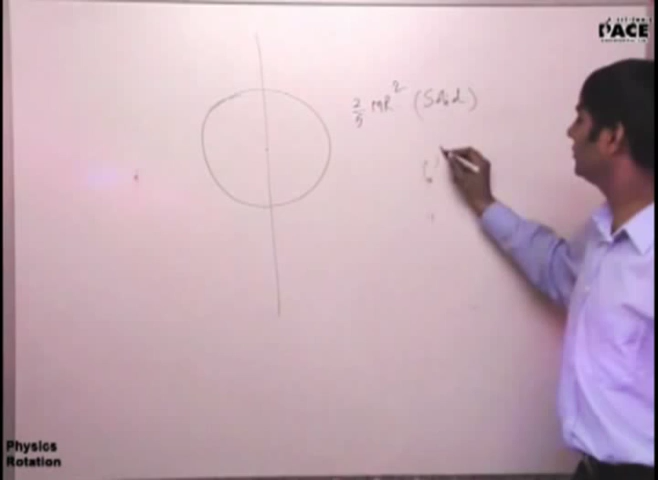 PACE
2/5 MR² (Solid)
Physics
Rotation